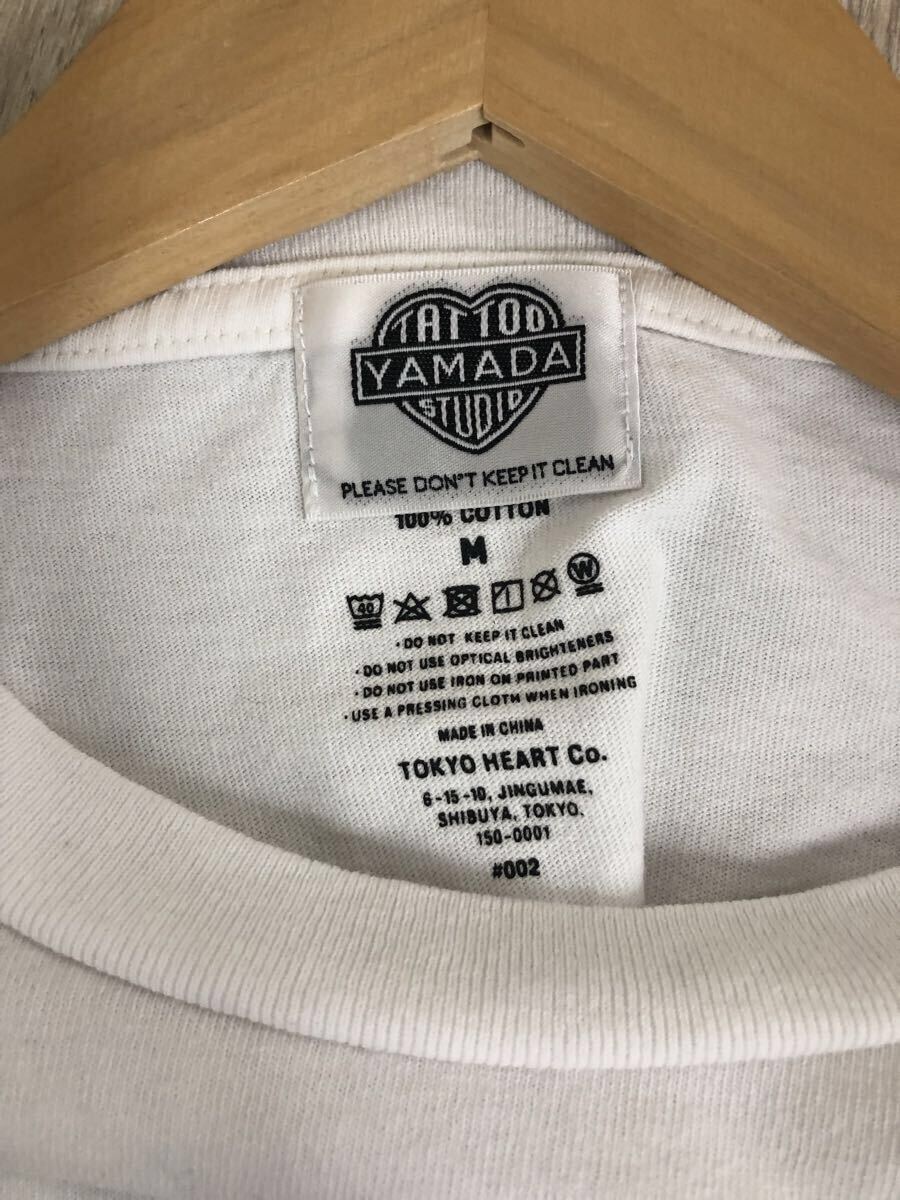 TATTOO
YAMADA
STUDIO
PLEASE DON"T KEEP IT CLEAN
100% COTTON
M
40 W
・DO NOT KEEP IT CLEAN
・DO NOT USE OPTICAL BRIGHTENERS
・DO NOT USE IRON ON PRINTED PART
・USE A PRESSING CLOTH WHEN IRONING
MADE IN CHINA
TOKYO HEART Co.
6-15-10, JINGUMAE,
SHIBUYA, TOKYO,
150-0001
#002